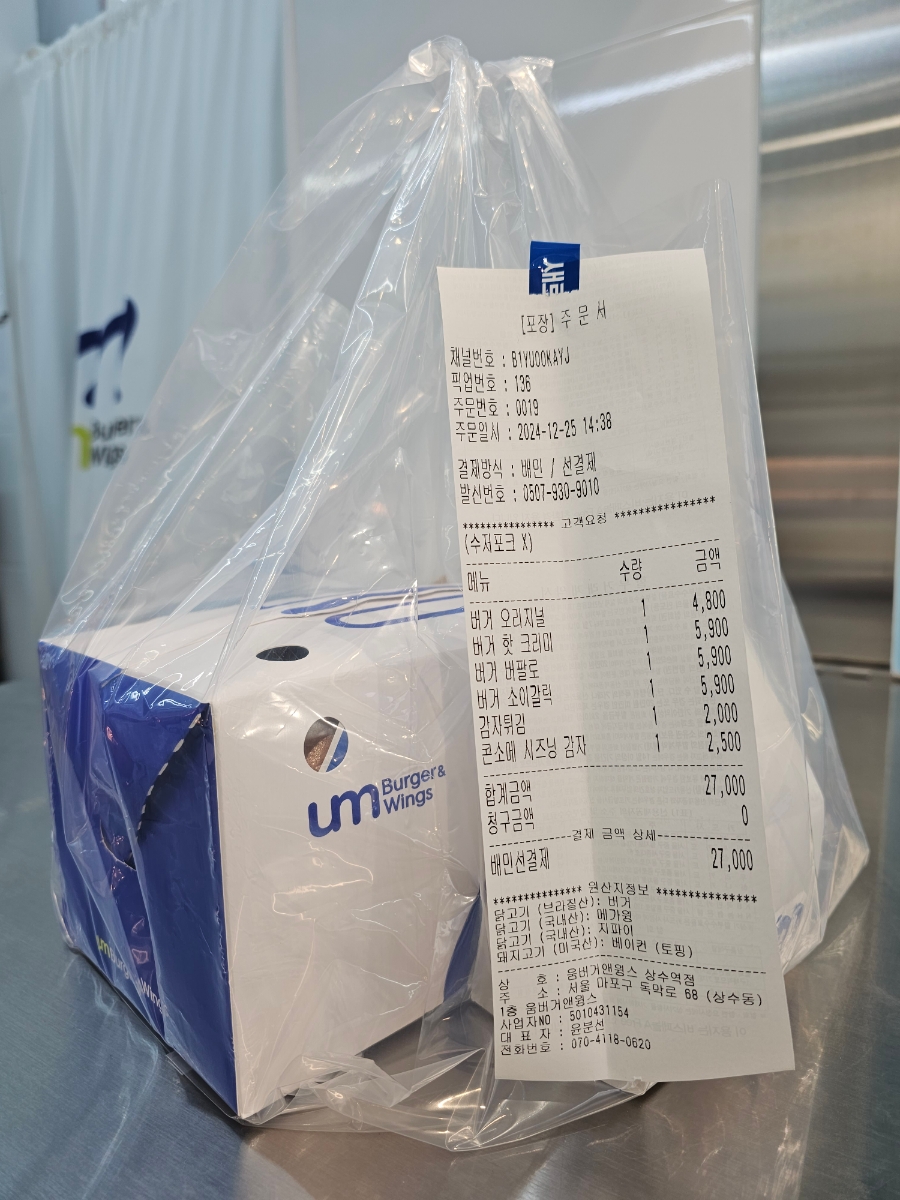 [포장] 주 문 서
채널번호 : B1YU00KAYJ
픽업번호 : 136
주문번호 : 0019
주문일시 : 2024-12-25 14:38
결제방식 : 배민 / 선결제
발신번호 : 0507-930-9010
*************** 고객요청 ***************
(수저포크 X)
메뉴 수량 금액
버거 오리지널 1 4,800
버거 핫 크리미 1 5,900
버거 버팔로 1 5,900
버거 소이갈릭 1 5,900
감자튀김 1 2,000
콘소메 시즈닝 감자 1 2,500
합계금액 27,000
청구금액 0
결제 금액 상세
배민선결제 27,000
*************** 원산지정보 ***************
닭고기 (브라질산): 버거
닭고기 (국내산): 메가윙
닭고기 (국내산): 지파이
돼지고기 (미국산): 베이컨 (토핑)
상 호 : 움버거앤윙스 상수역점
주 소 : 서울 마포구 독막로 68 (상수동)
1층 움버거앤윙스
사업자NO : 5010431154
대 표 자 : 윤분선
전화번호 : 070-4118-0620
um Burger & Wings
Burger &
Wings